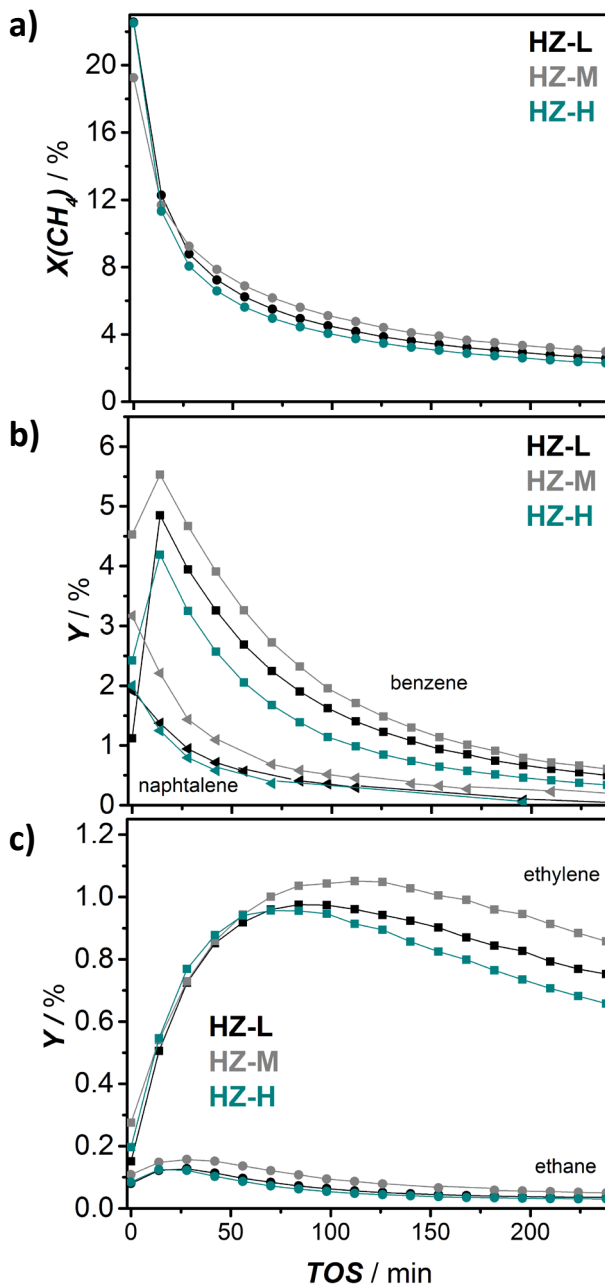 a)
X(CH₄) / %
22
20
16
12
8
4
0
HZ-L
HZ-M
HZ-H
b)
Y / %
6
5
4
3
2
1
0
HZ-L
HZ-M
HZ-H
benzene
naphtalene
c)
Y / %
1.2
1.0
0.8
0.6
0.4
0.2
0.0
ethylene
HZ-L
HZ-M
HZ-H
ethane
0
50
100
150
200
TOS / min